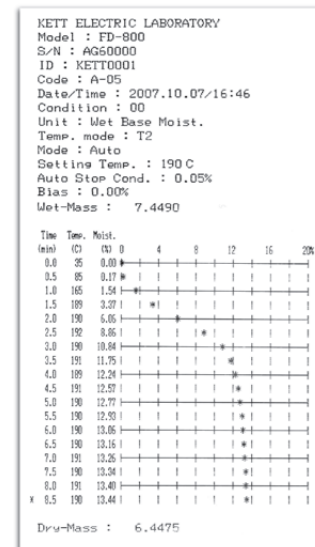 KETT ELECTRIC LABORATORY
Model : FD-800
S/N : AG60000
ID : KETT0001
Code : A-05
Date/Time : 2007.10.07/16:46
Condition : 00
Unit : Wet Base Moist.
Temp. mode : T2
Mode : Auto
Setting Temp. : 190 C
Auto Stop Cond. : 0.05%
Bias : 0.00%
Wet-Mass : 7.4490
Time Temp. Moist.
(min) (C) (%) 0 4 8 12 16 20%
0.0 35 0.00
0.5 85 0.17
1.0 165 1.54
1.5 189 3.37
2.0 190 6.05
2.5 192 8.86
3.0 190 10.84
3.5 191 11.75
4.0 189 12.24
4.5 191 12.57
5.0 190 12.77
5.5 190 12.93
6.0 190 13.06
6.5 190 13.16
7.0 191 13.26
7.5 190 13.34
8.0 191 13.40
x 8.5 190 13.44
Dry-Mass : 6.4475